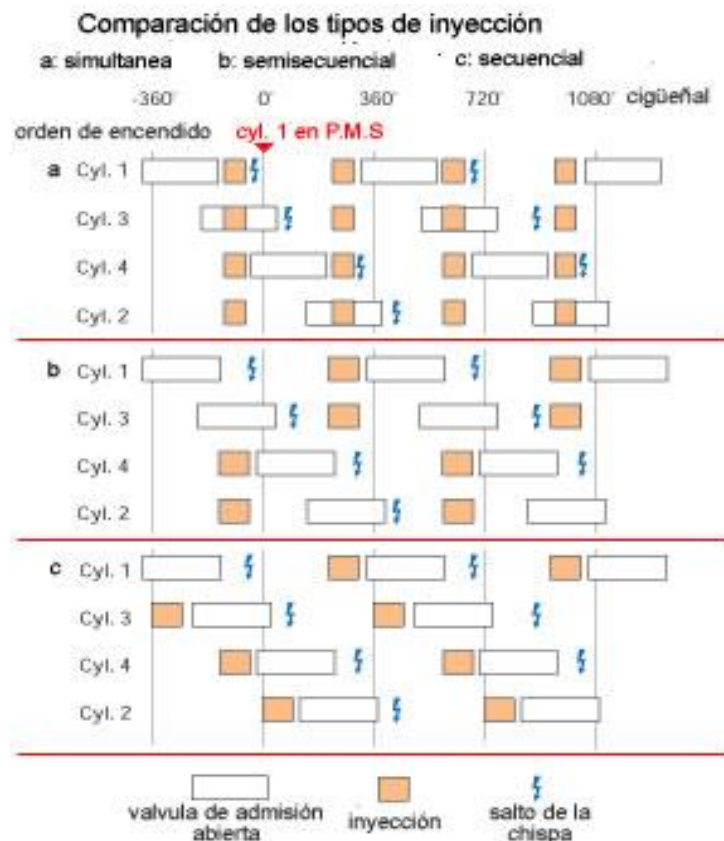 Comparación de los tipos de inyección
a: simultanea b: semisecuencial c: secuencial
-360° 0° 360° 720° 1080° cigüeñal
orden de encendido cyl. 1 en P.M.S
a Cyl. 1
Cyl. 3
Cyl. 4
Cyl. 2
b Cyl. 1
Cyl. 3
Cyl. 4
Cyl. 2
c Cyl. 1
Cyl. 3
Cyl. 4
Cyl. 2
valvula de admisión abierta
inyección
salto de la chispa